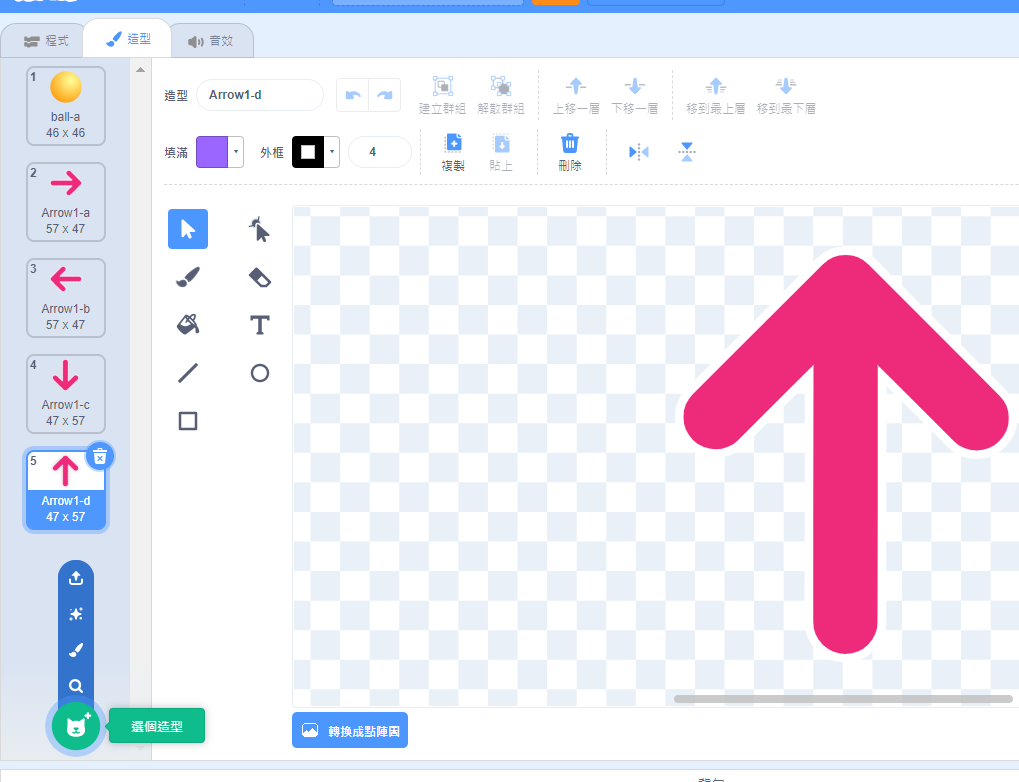 程式
造型
音效
1
ball-a
46 x 46
2
Arrow1-a
57 x 47
3
Arrow1-b
57 x 47
4
Arrow1-c
47 x 57
5
Arrow1-d
47 x 57
選個造型
造型
Arrow1-d
建立群組
解散群組
上移一層
下移一層
移到最上層
移到最下層
填滿
外框
4
複製
貼上
刪除
T
轉換成點陣圖